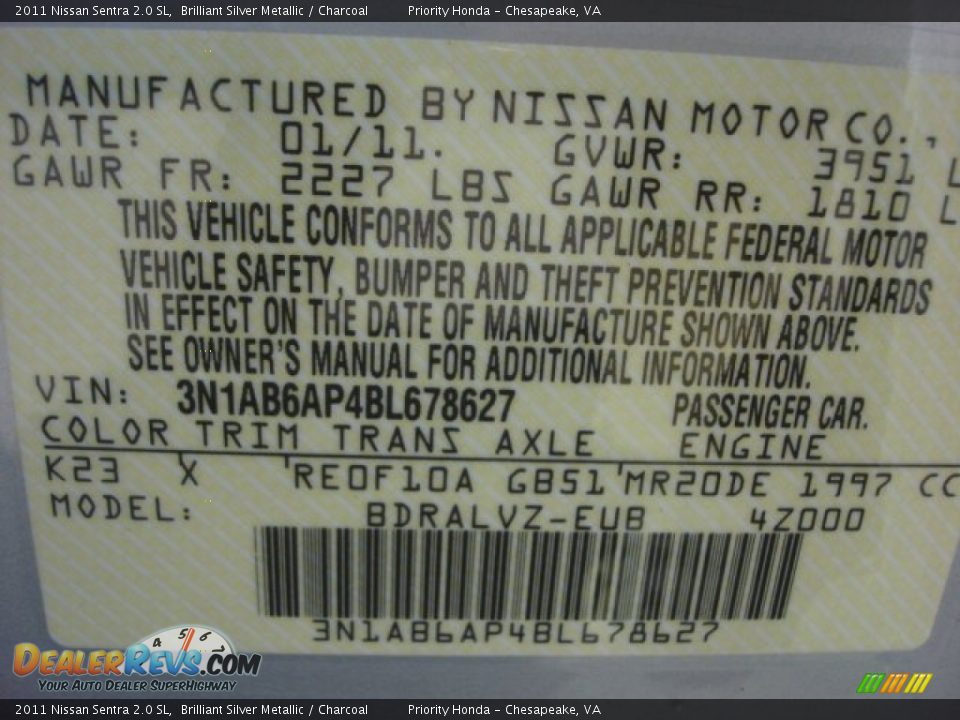 2011 Nissan Sentra 2.0 SL,  Brilliant Silver Metallic / Charcoal          Priority Honda - Chesapeake, VA
MANUFACTURED BY NISSAN MOTOR CO.,
DATE: 01/11. GVWR: 3951 L
GAWR FR: 2227 LBS GAWR RR: 1810 L
THIS VEHICLE CONFORMS TO ALL APPLICABLE FEDERAL MOTOR
VEHICLE SAFETY, BUMPER AND THEFT PREVENTION STANDARDS
IN EFFECT ON THE DATE OF MANUFACTURE SHOWN ABOVE.
SEE OWNER'S MANUAL FOR ADDITIONAL INFORMATION.
VIN: 3N1AB6AP4BL678627 PASSENGER CAR.
COLOR TRIM TRANS AXLE ENGINE
K23 X RE0F10A GB51 MR20DE 1997 CC
MODEL: BDRALVZ-EUB 4Z000
3N1AB6AP4BL678627
4 5 6
DEALERREVS.COM
YOUR AUTO DEALER SUPERHIGHWAY
2011 Nissan Sentra 2.0 SL,  Brilliant Silver Metallic / Charcoal          Priority Honda - Chesapeake, VA